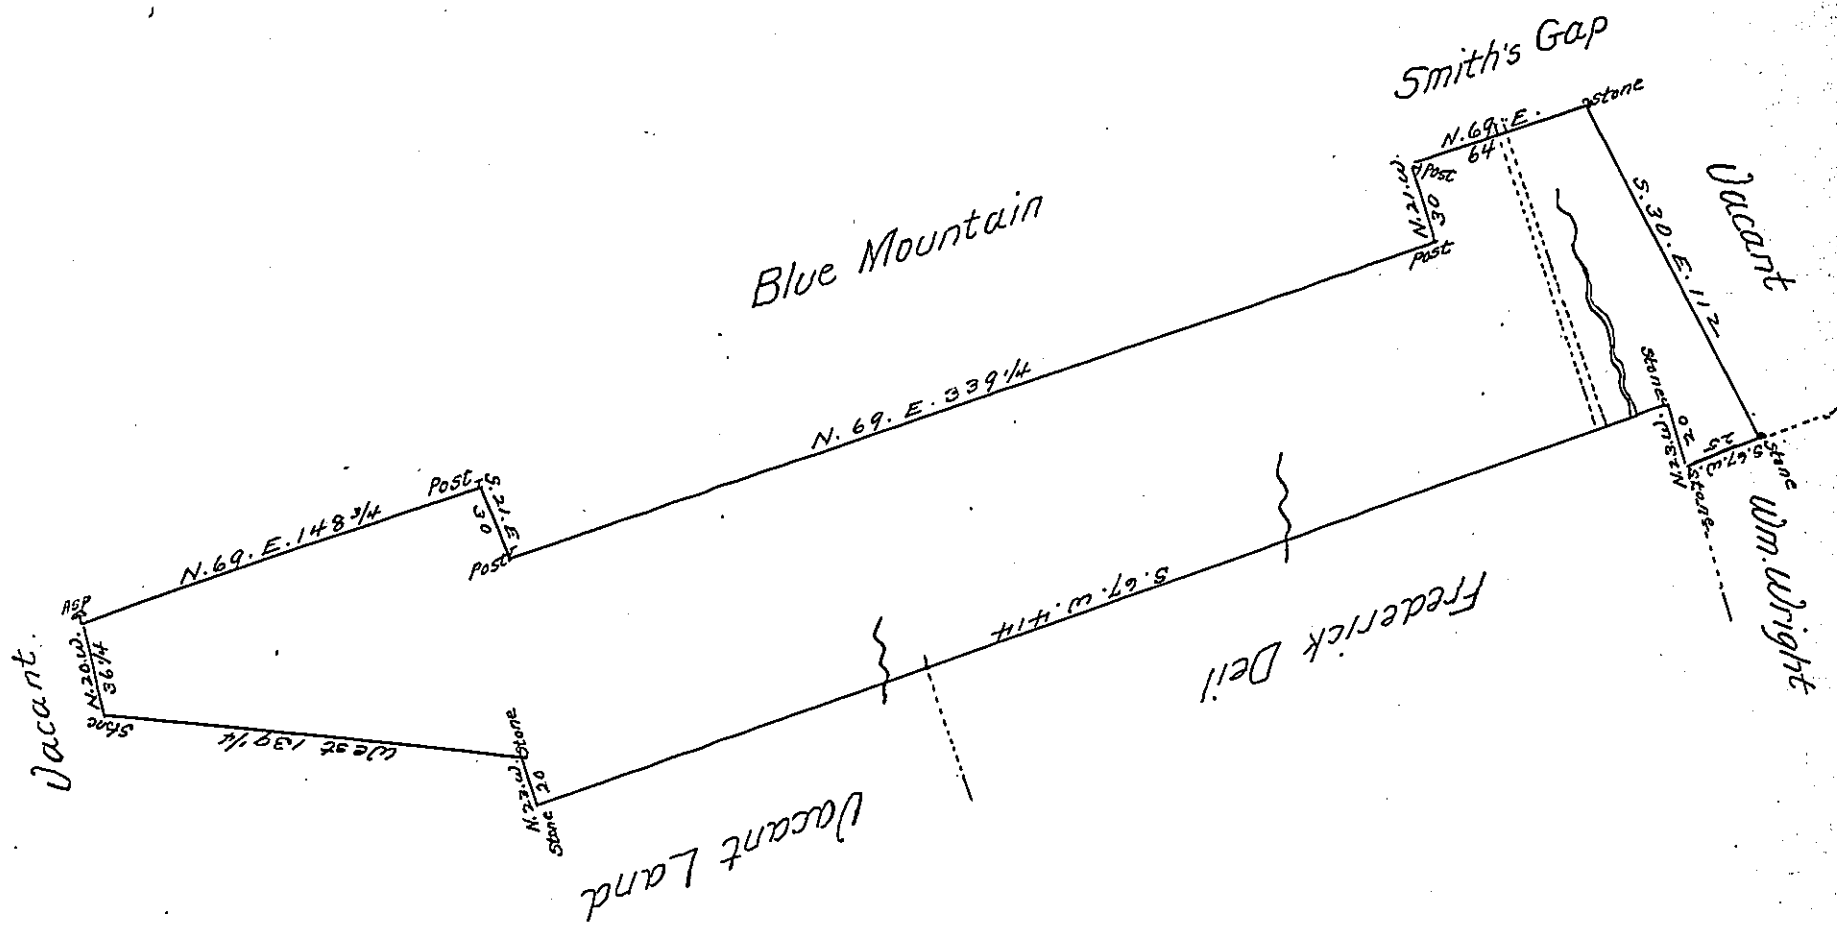 Smith's Gap
Stone
N. 69. E.
64
Post
N. 21. W.
30
Post
S. 30. E. 112
Vacant
Blue Mountain
N. 69. E. 339 1/4
Post
S. 21. E.
30
Post
N. 69. E. 148 3/4
Asp
N. 20. W.
36 1/4
Stone
Vacant.
West 139 1/4
Stone
N. 23. W.
20
Stone
Vacant Land
S. 67. W. 414
Frederick Deil
Stone
N. 23. W.
20
Stone
S. 67. W.
Stone
Wm. Wright